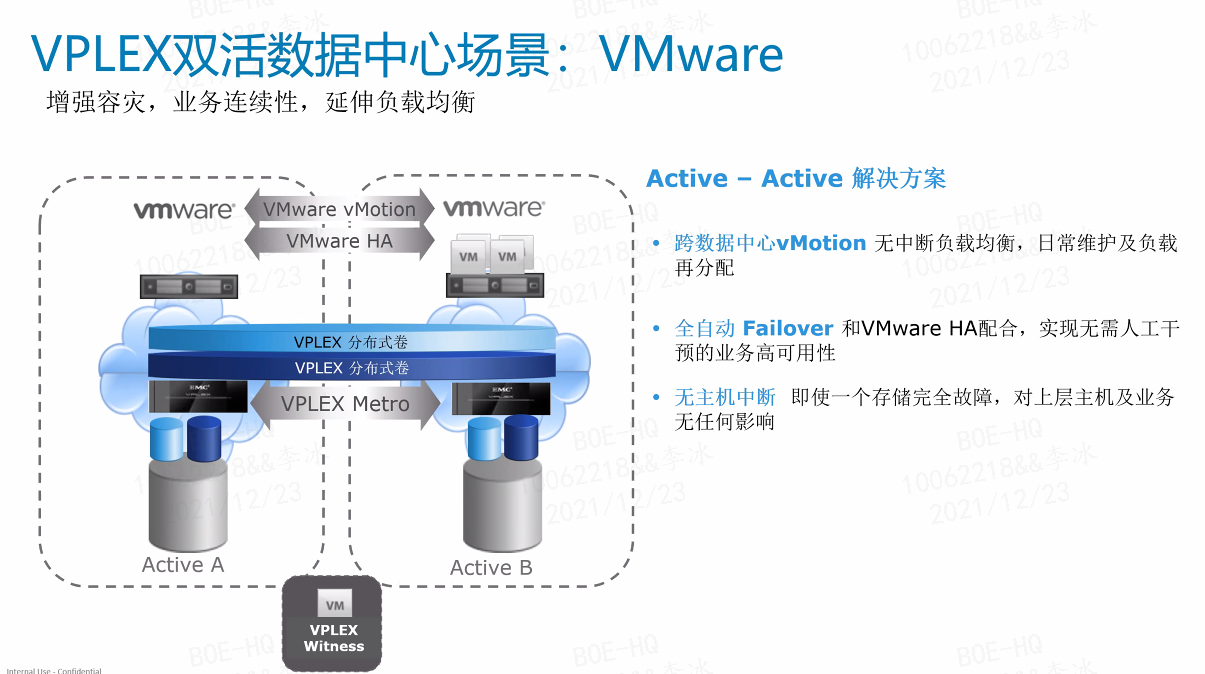 VPLEX双活数据中心场景：VMware
增强容灾，业务连续性，延伸负载均衡
vmware
VMware vMotion
vmware
VMware HA
VM
VM
VPLEX 分布式卷
VPLEX 分布式卷
EMC²
VPLEX
VPLEX Metro
EMC²
VPLEX
Active A
Active B
VM
VPLEX
Witness
Active – Active 解决方案
• 跨数据中心vMotion 无中断负载均衡，日常维护及负载
再分配
• 全自动 Failover 和VMware HA配合，实现无需人工干
预的业务高可用性
• 无主机中断 即使一个存储完全故障，对上层主机及业务
无任何影响
Internal Use - Confidential
BOE-HQ
10062218&&李冰
2021/12/23